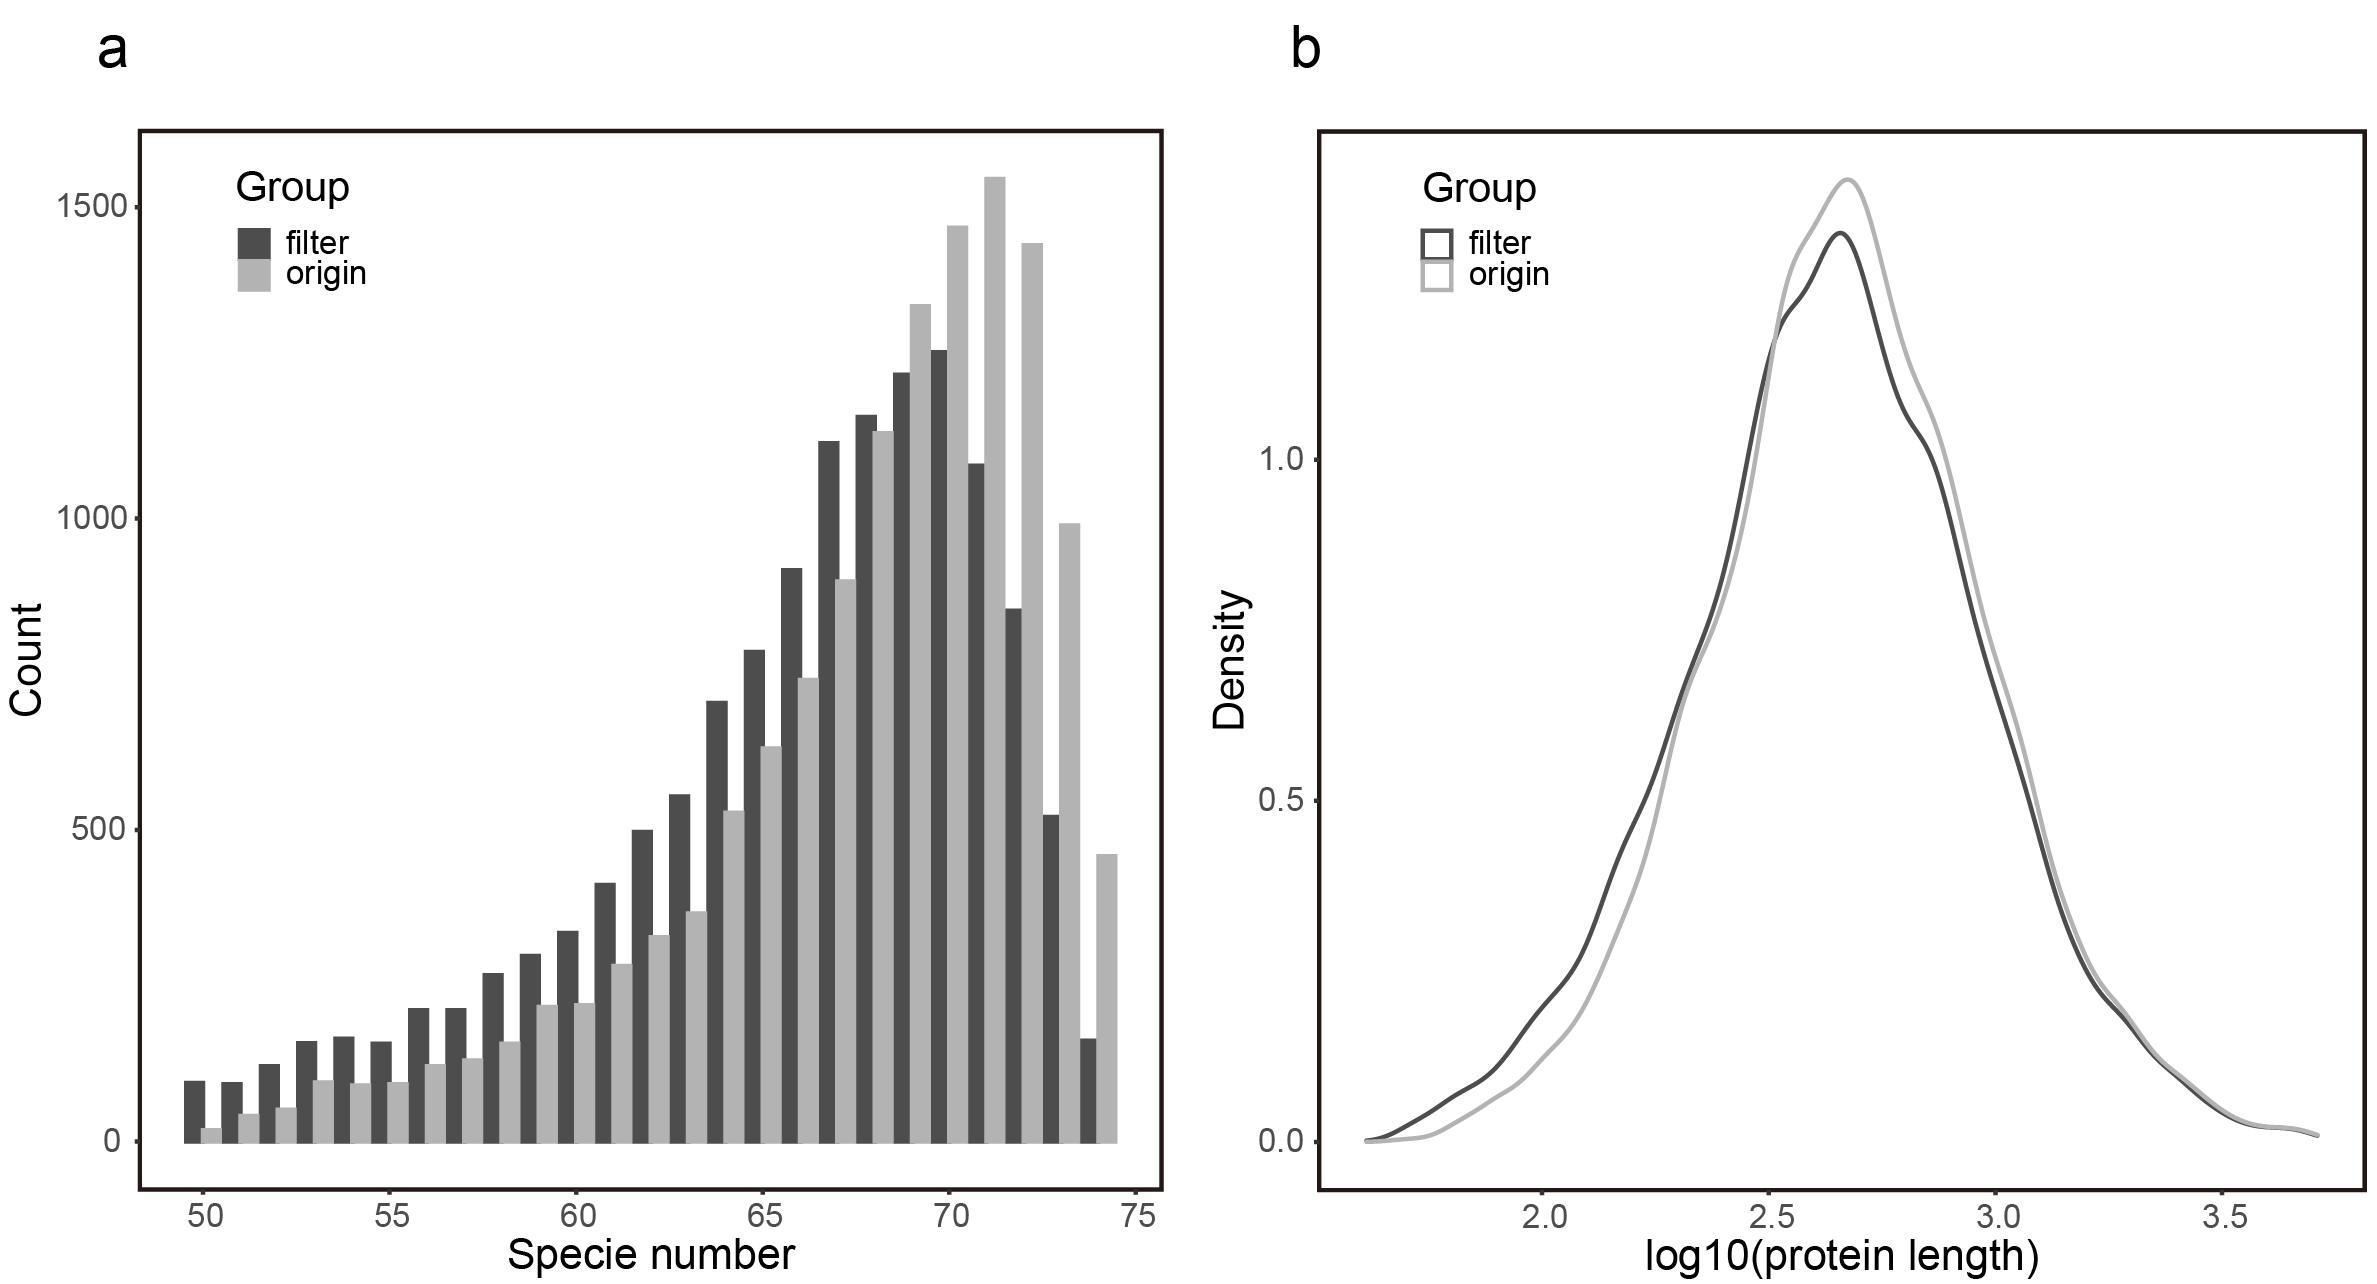 a
Group
filter
origin
1500
1000
500
0
Count
50 55 60 65 70 75
Specie number
b
Group
filter
origin
1.0
0.5
0.0
Density
2.0 2.5 3.0 3.5
log10(protein length)